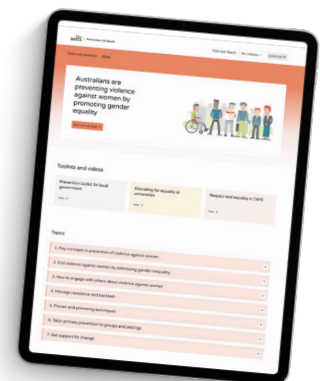 Australians are
preventing violence
against women by
promoting gender
equality
Toolkits and videos
Prevention toolkit for local
government
Educating for equality at
universities
Respect and equality in TAFE
Topics
1. Key concepts in prevention of violence against women
2. End violence against women by addressing gender inequality
3. How to engage with others about violence against women
4. Manage resistance and backlash
5. Proven and promising techniques
6. Tailor primary prevention to groups and settings
7. Get support for change